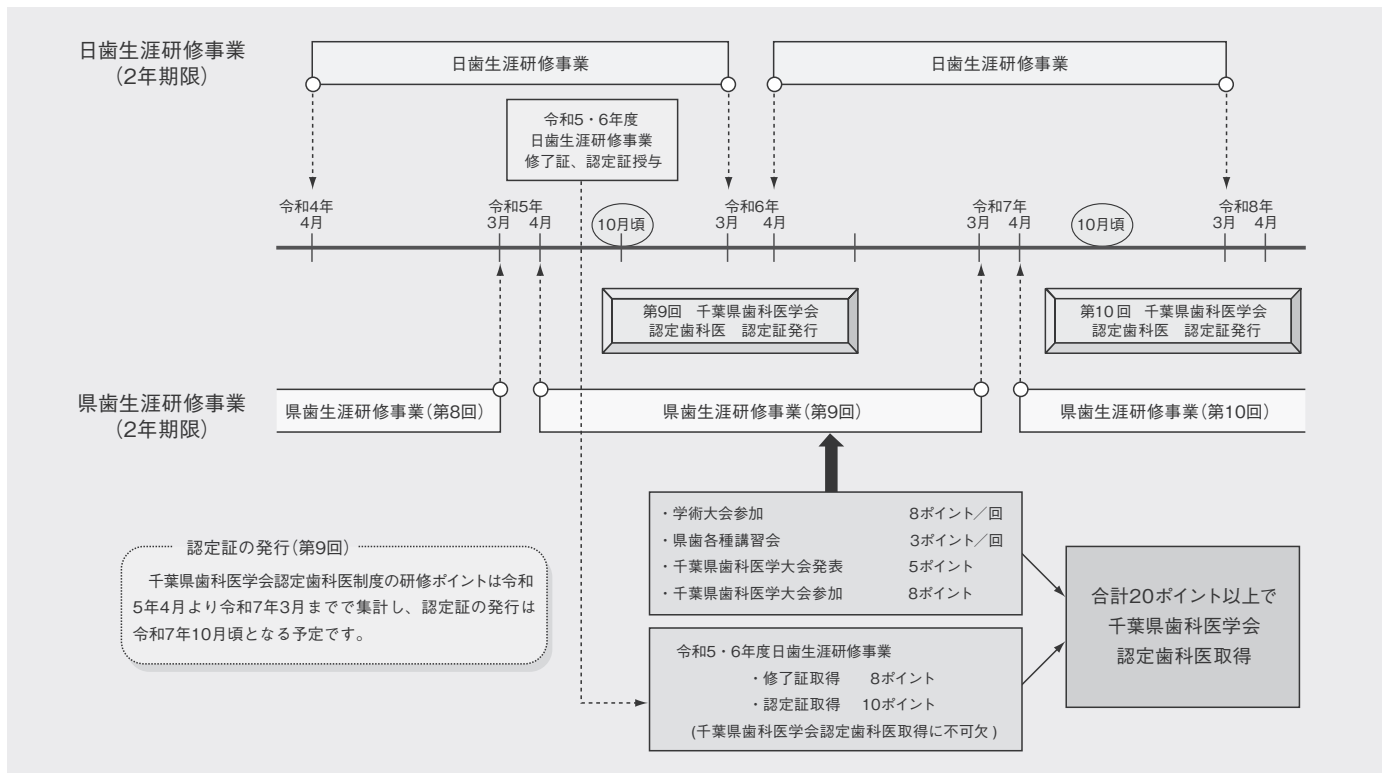 日歯生涯研修事業
（2年期限）
日歯生涯研修事業
日歯生涯研修事業
令和5・6年度
日歯生涯研修事業
修了証、認定証授与
令和4年
4月
令和5年
3月 4月
10月頃
令和6年
3月 4月
令和7年
3月 4月
10月頃
令和8年
3月 4月
第9回　千葉県歯科医学会
認定歯科医　認定証発行
第10回　千葉県歯科医学会
認定歯科医　認定証発行
県歯生涯研修事業
（2年期限）
県歯生涯研修事業（第8回）
県歯生涯研修事業（第9回）
県歯生涯研修事業（第10回）
・学術大会参加　8ポイント／回
・県歯各種講習会　3ポイント／回
・千葉県歯科医学大会発表　5ポイント
・千葉県歯科医学大会参加　8ポイント
認定証の発行（第9回）
千葉県歯科医学会認定歯科医制度の研修ポイントは令和
5年4月より令和7年3月までで集計し、認定証の発行は
令和7年10月頃となる予定です。
令和5・6年度日歯生涯研修事業
・修了証取得　8ポイント
・認定証取得　10ポイント
(千葉県歯科医学会認定歯科医取得に不可欠)
合計20ポイント以上で
千葉県歯科医学会
認定歯科医取得